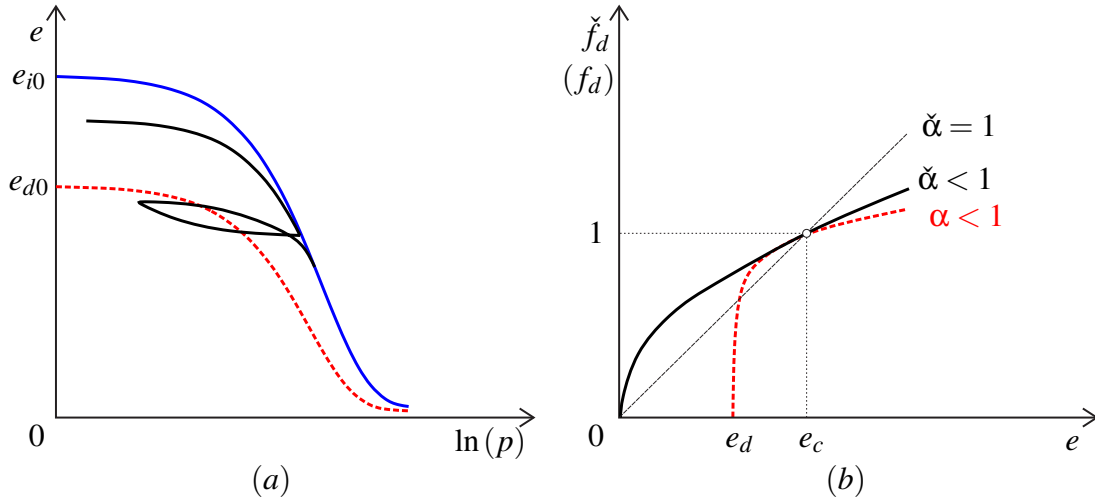 e
e_{i0}
e_{d0}
0
ln (p)
(a)
f̌_d
(f_d)
1
0
e_d
e_c
e
α̌ = 1
α̌ < 1
α < 1
(b)